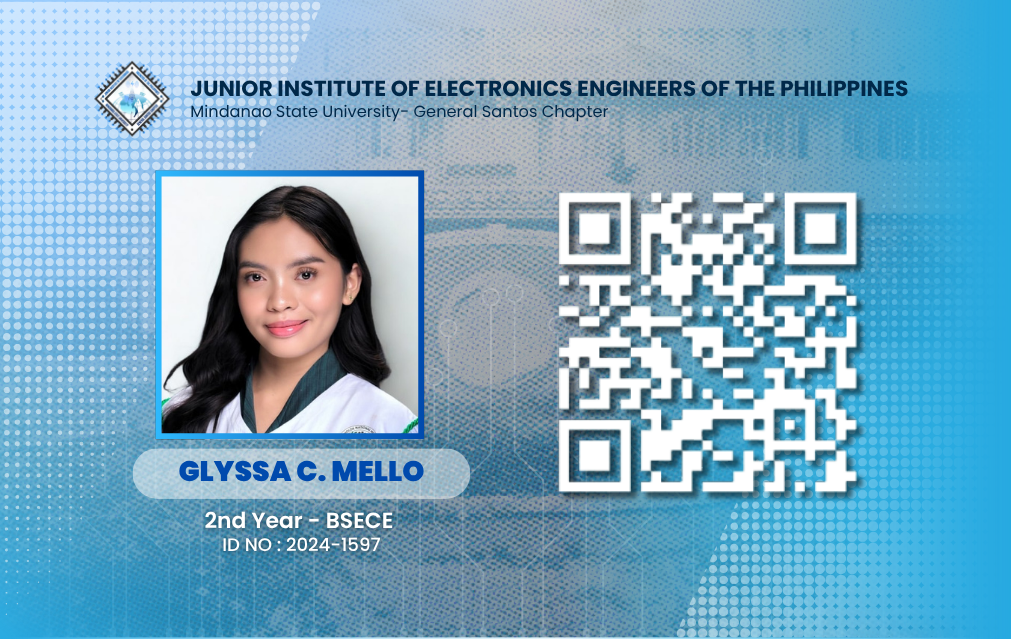 JUNIOR INSTITUTE OF ELECTRONICS ENGINEERS OF THE PHILIPPINES
Mindanao State University- General Santos Chapter
GLYSSA C. MELLO
2nd Year - BSECE
ID NO : 2024-1597